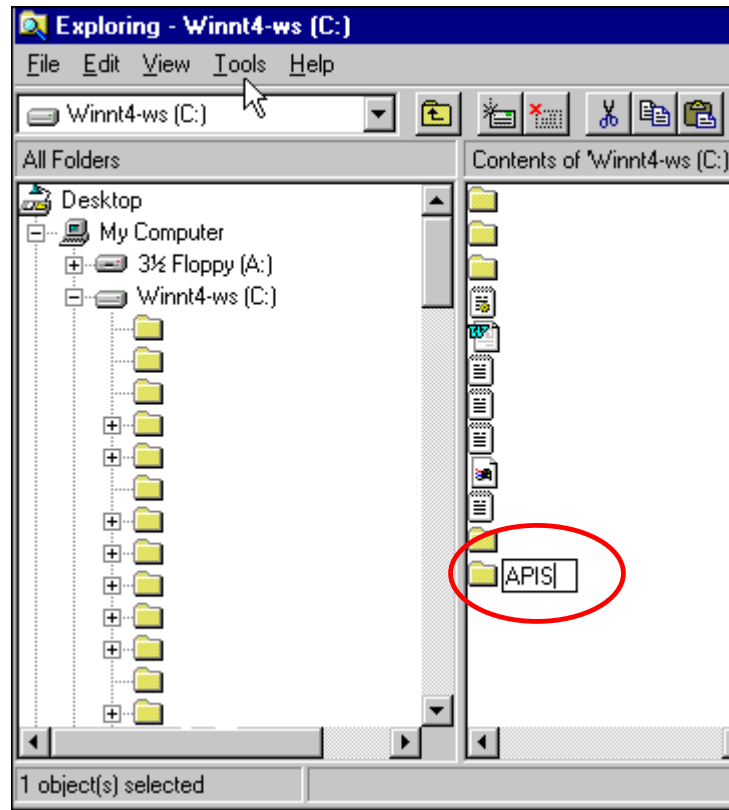 Exploring - Winnt4-ws (C:)
File Edit View Tools Help
Winnt4-ws (C:)
All Folders
Contents of 'Winnt4-ws (C:)
Desktop
My Computer
3½ Floppy (A:)
Winnt4-ws (C:)
APIS
1 object(s) selected